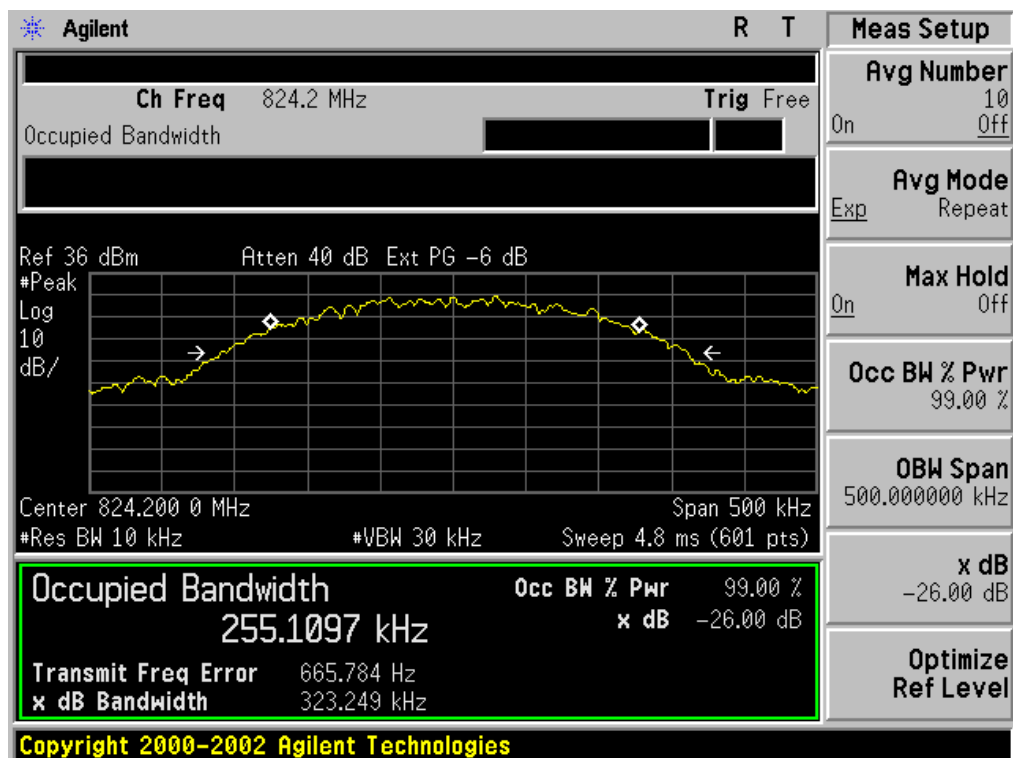 Agilent R T
Ch Freq 824.2 MHz Trig Free
Occupied Bandwidth
Ref 36 dBm Atten 40 dB Ext PG -6 dB
#Peak
Log
10
dB/
Center 824.200 0 MHz Span 500 kHz
#Res BW 10 kHz #VBW 30 kHz Sweep 4.8 ms (601 pts)
Occupied Bandwidth Occ BW % Pwr 99.00 %
255.1097 kHz x dB -26.00 dB
Transmit Freq Error 665.784 Hz
x dB Bandwidth 323.249 kHz
Copyright 2000-2002 Agilent Technologies
Meas Setup
Avg Number
10
On Off
Avg Mode
Exp Repeat
Max Hold
On Off
Occ BW % Pwr
99.00 %
OBW Span
500.000000 kHz
x dB
-26.00 dB
Optimize
Ref Level